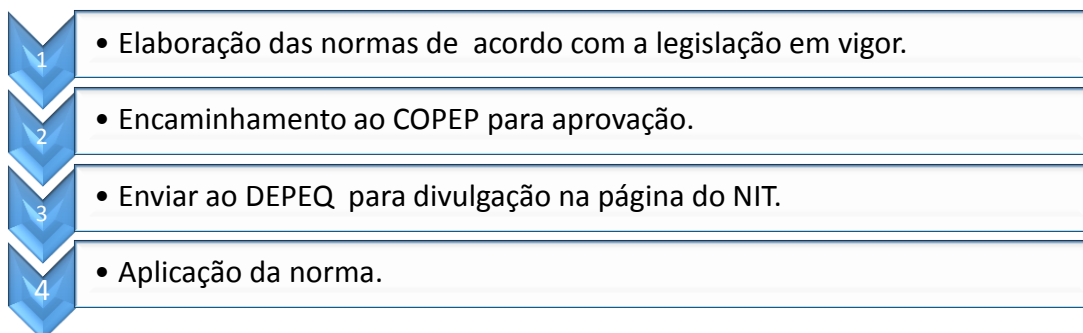 1
• Elaboração das normas de acordo com a legislação em vigor.
2
• Encaminhamento ao COPEP para aprovação.
3
• Enviar ao DEPEQ para divulgação na página do NIT.
4
• Aplicação da norma.